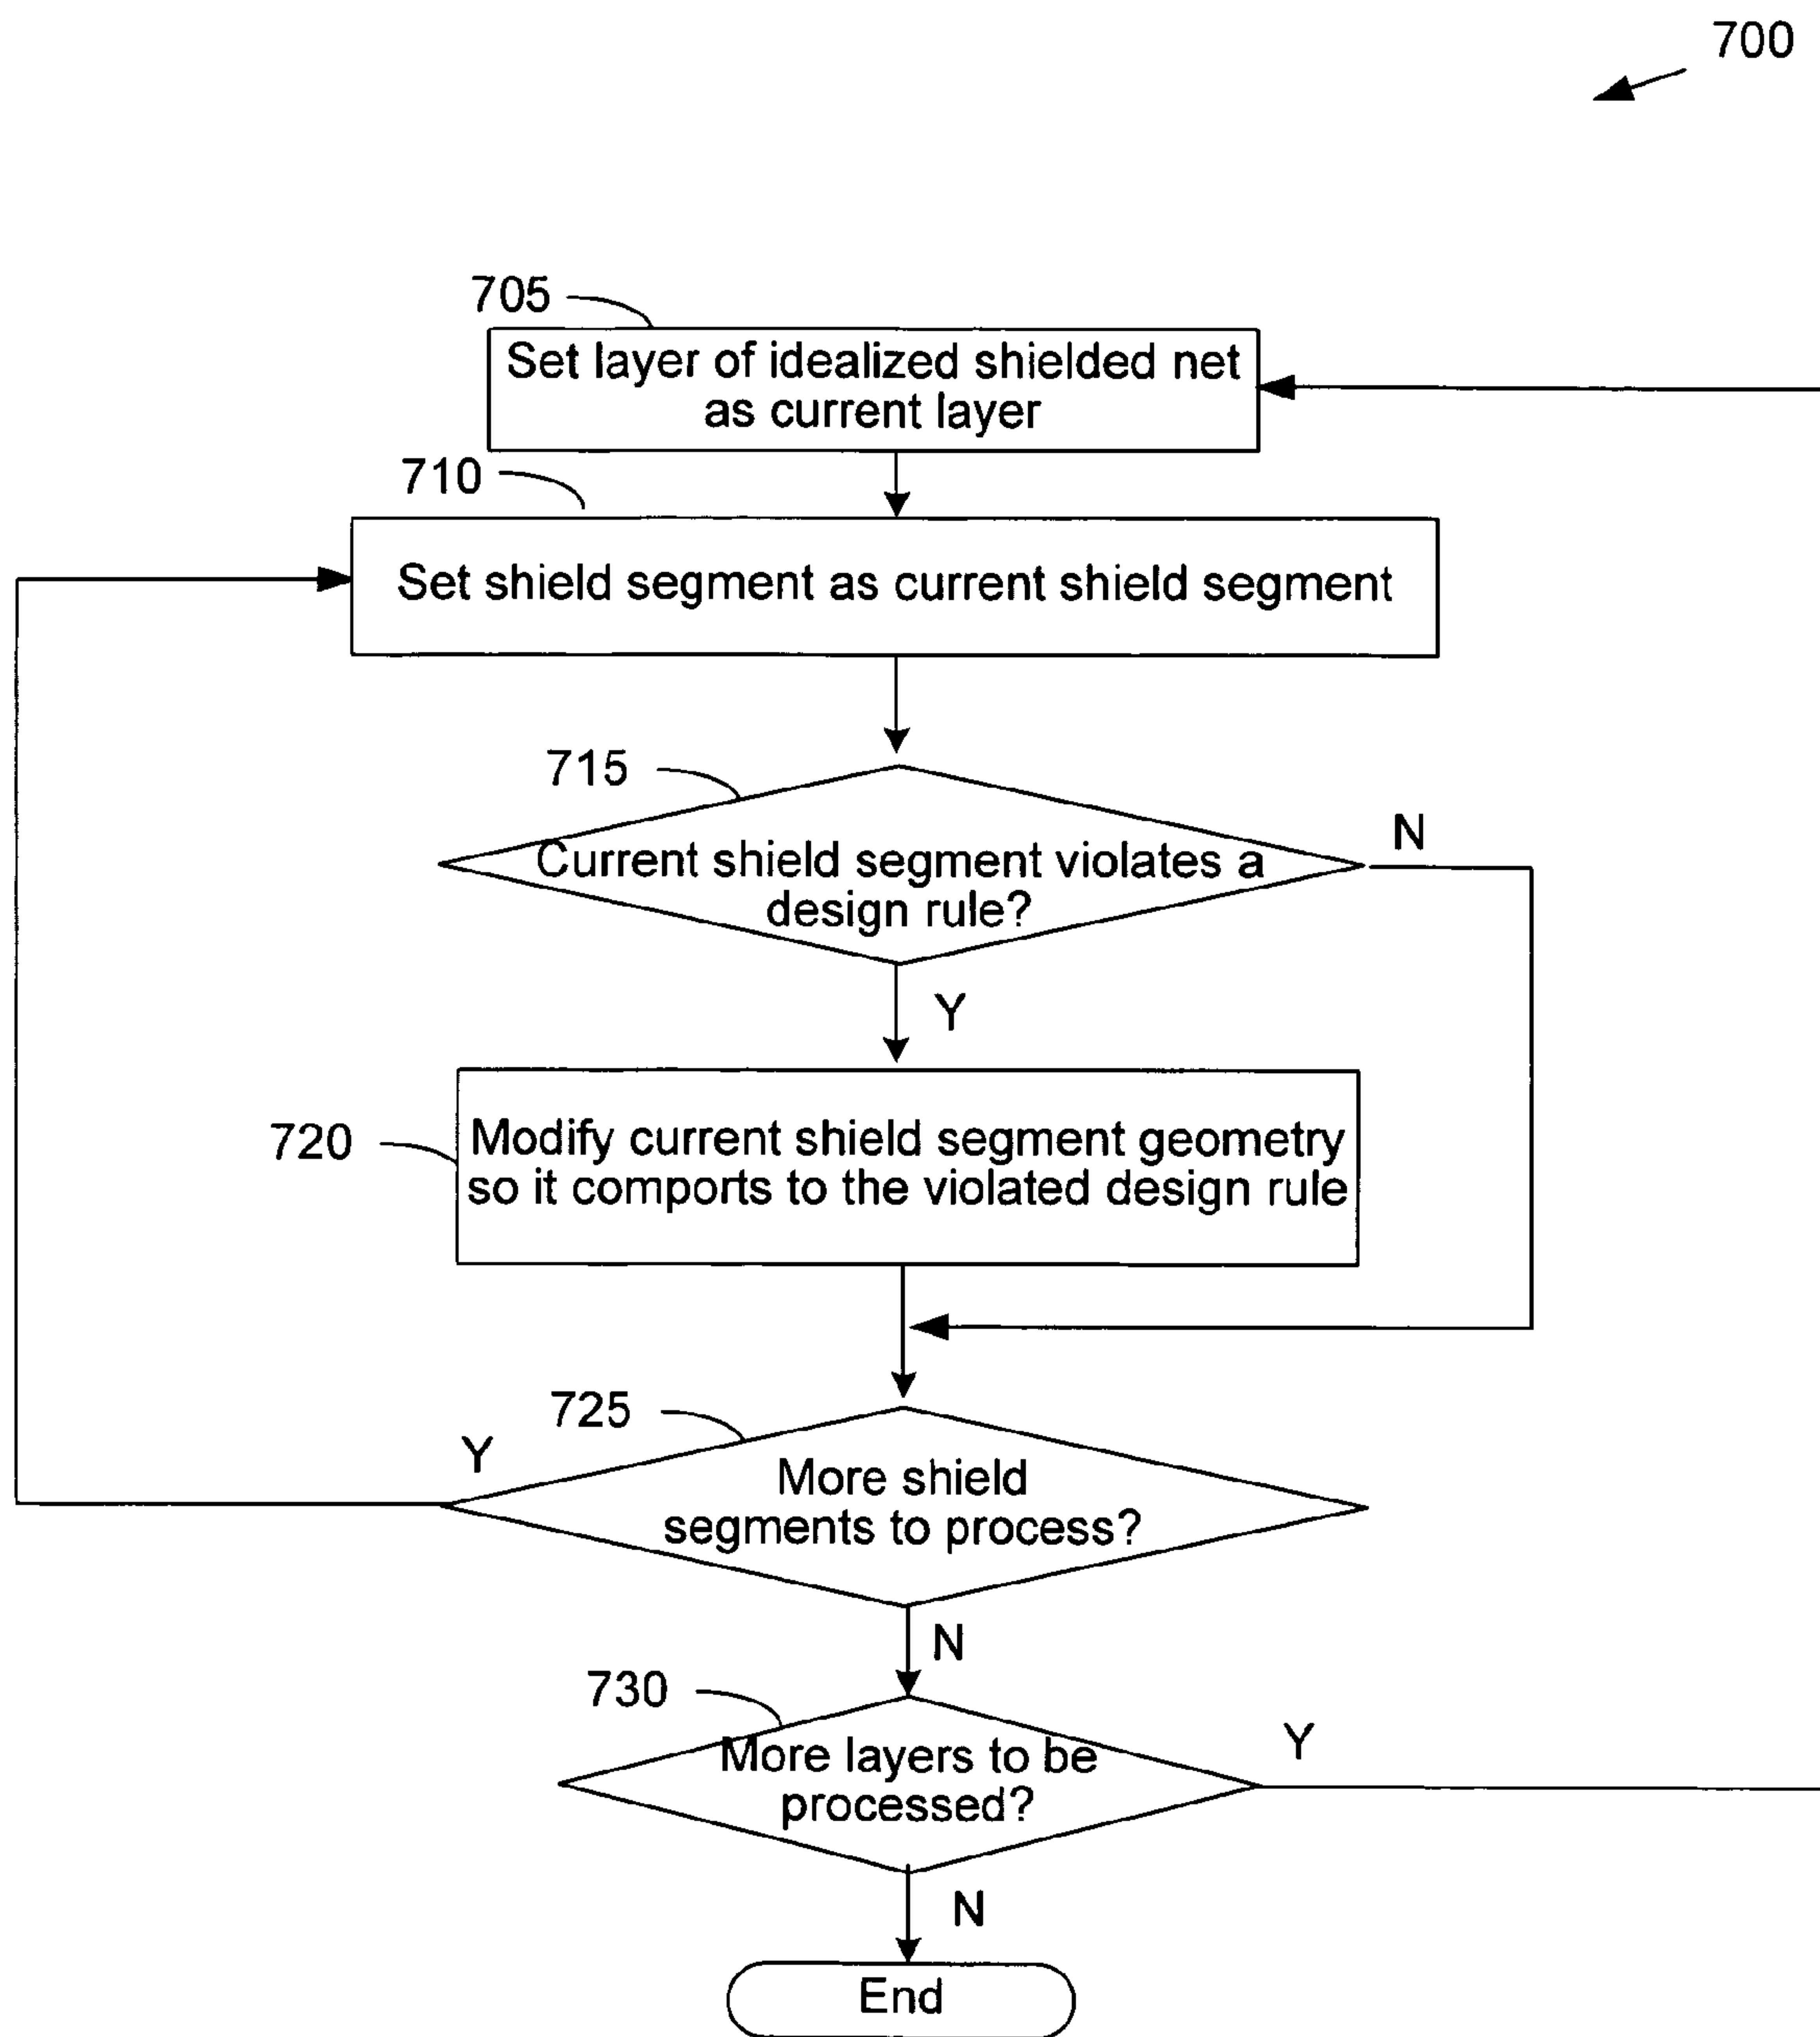 700
705
Set layer of idealized shielded net
as current layer
710
Set shield segment as current shield segment
715
N
Current shield segment violates a
design rule?
Y
720
Modify current shield segment geometry
so it comports to the violated design rule
725
Y
More shield
segments to process?
N
730
Y
More layers to be
processed?
N
End